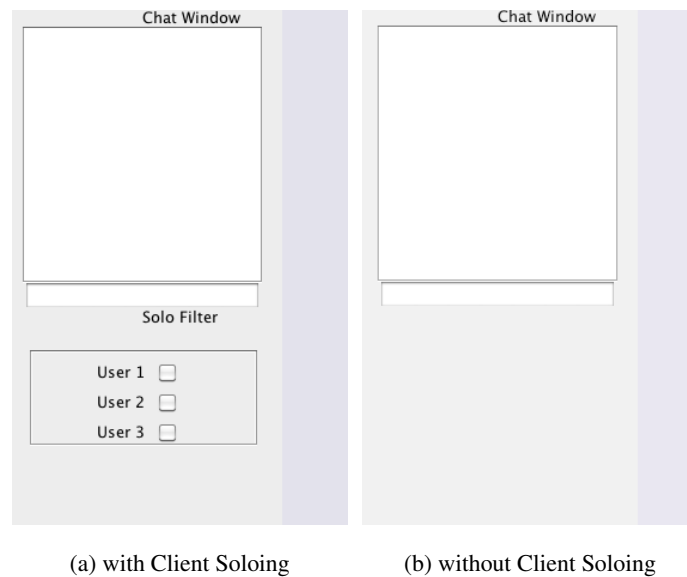 Chat Window
Solo Filter
User 1
User 2
User 3
(a) with Client Soloing
Chat Window
(b) without Client Soloing